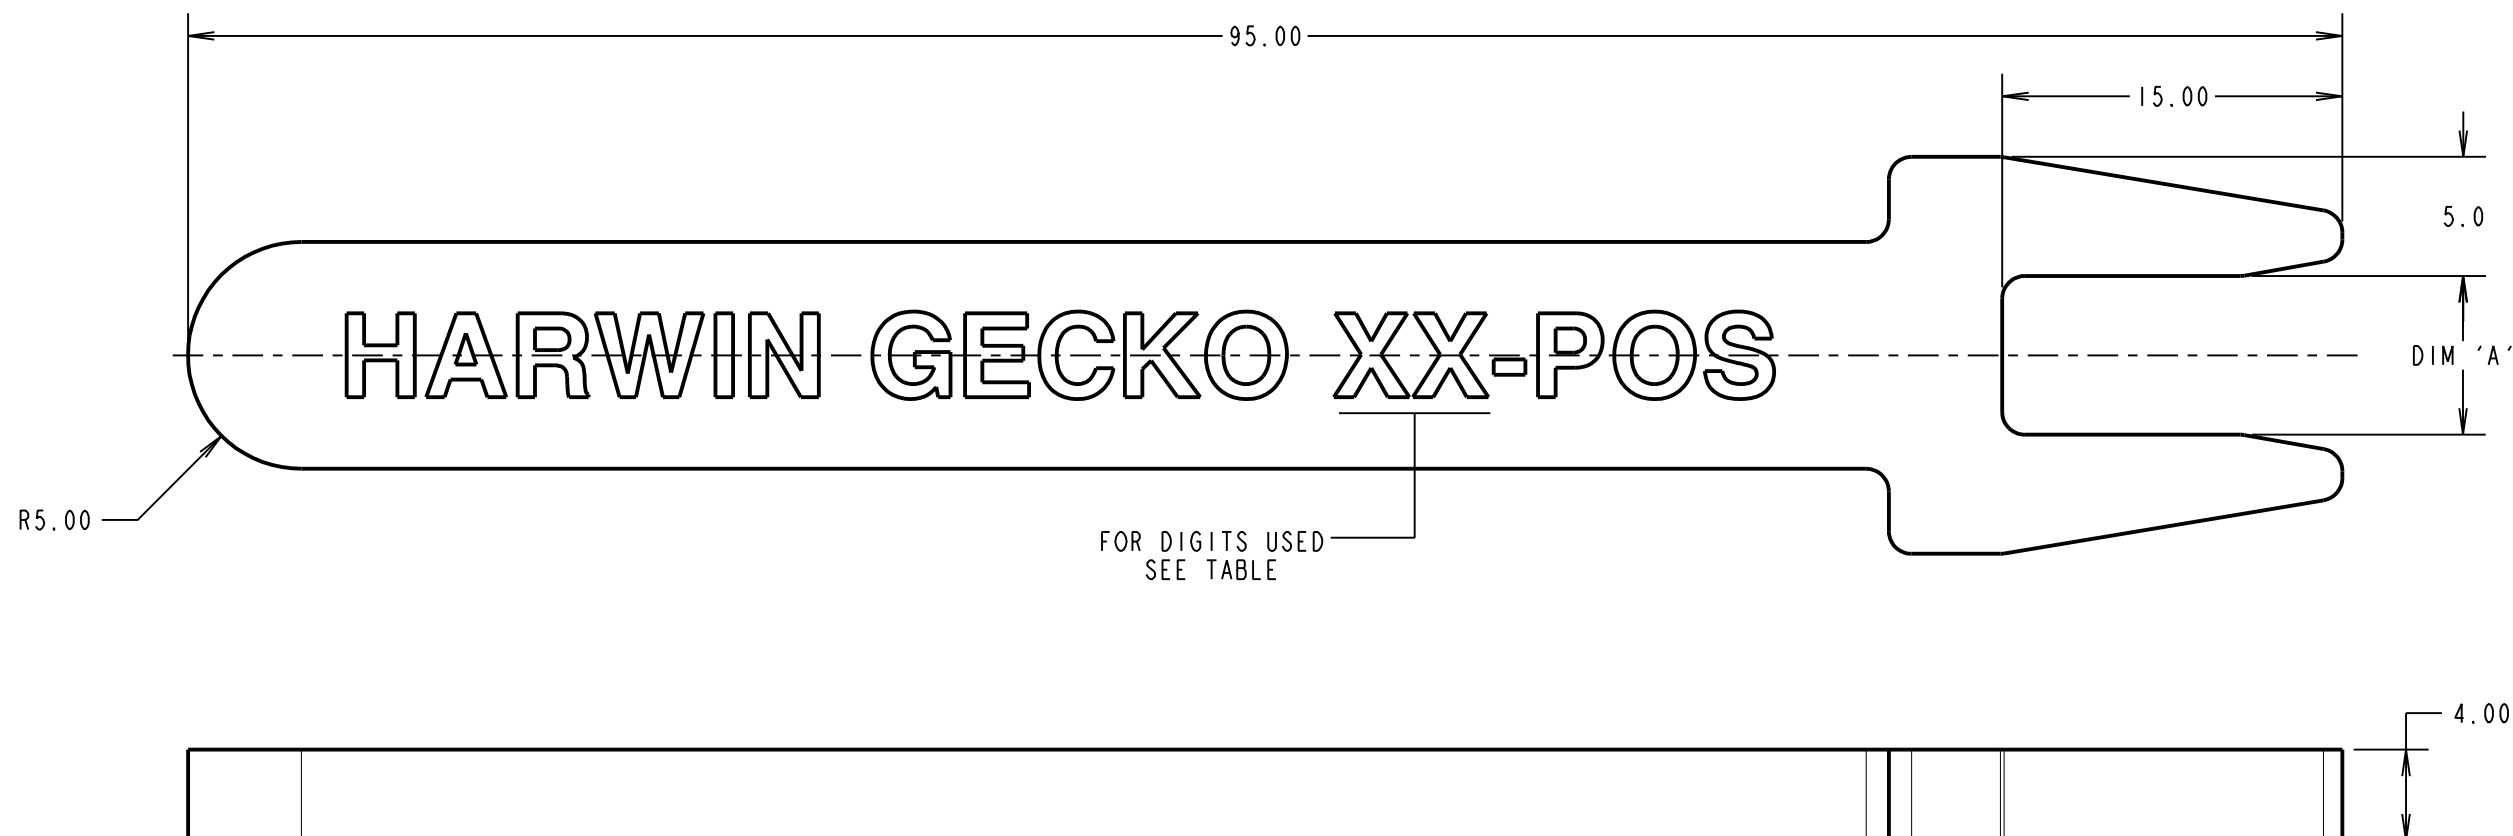 95.00
15.00
5.0
HARWIN GECKO XX-POS
DIM 'A'
R5.00
FOR DIGITS USED
SEE TABLE
4.00